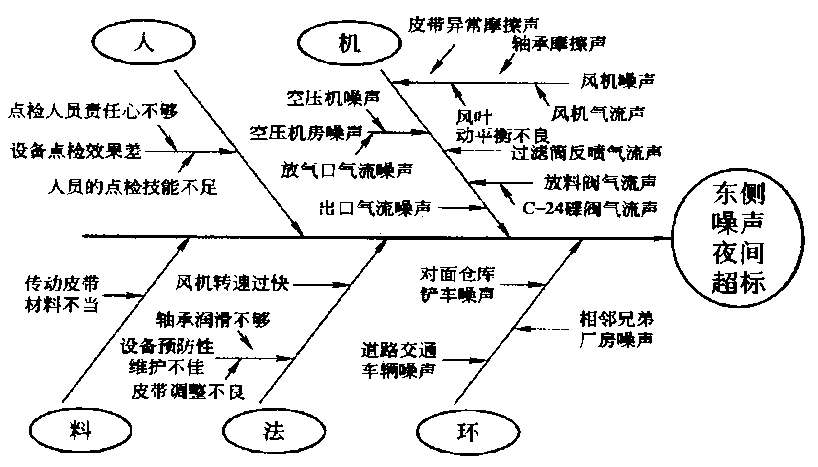 人
机
皮带异常摩擦声
轴承摩擦声
风机噪声
风机气流声
风叶
动平衡不良
空压机噪声
空压机房噪声
放气口气流噪声
过滤筒反喷气流声
放料阀气流声
C-24碟阀气流声
出口气流噪声
点检人员责任心不够
设备点检效果差
人员的点检技能不足
东侧
噪声
夜间
超标
传动皮带
材料不当
风机转速过快
轴承润滑不够
设备预防性
维护不佳
皮带调整不良
对面仓库
铲车噪声
道路交通
车辆噪声
相邻兄弟
厂房噪声
料
法
环